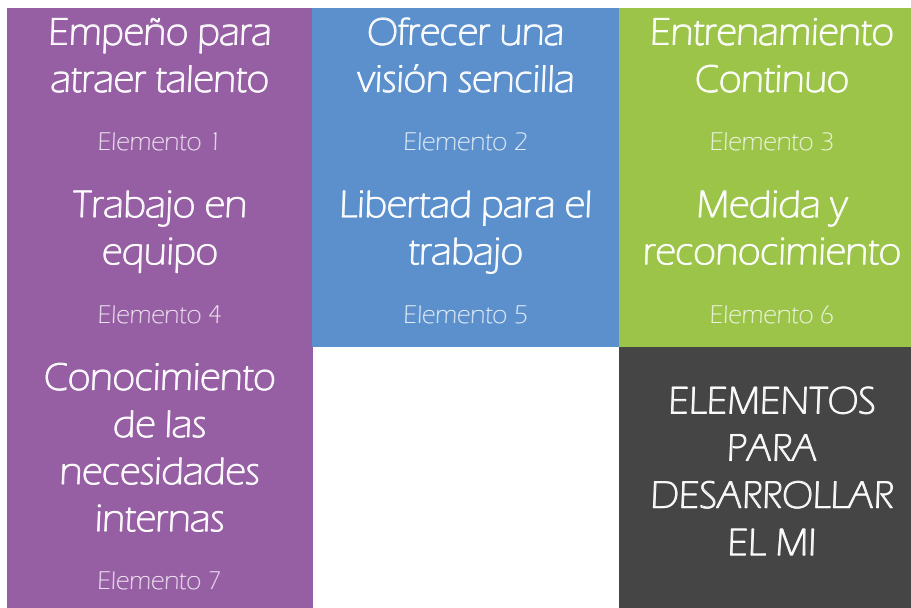 Empeño para
atraer talento
Elemento 1
Ofrecer una
visión sencilla
Elemento 2
Entrenamiento
Continuo
Elemento 3
Trabajo en
equipo
Elemento 4
Libertad para el
trabajo
Elemento 5
Medida y
reconocimiento
Elemento 6
Conocimiento
de las
necesidades
internas
Elemento 7
ELEMENTOS
PARA
DESARROLLAR
EL MI